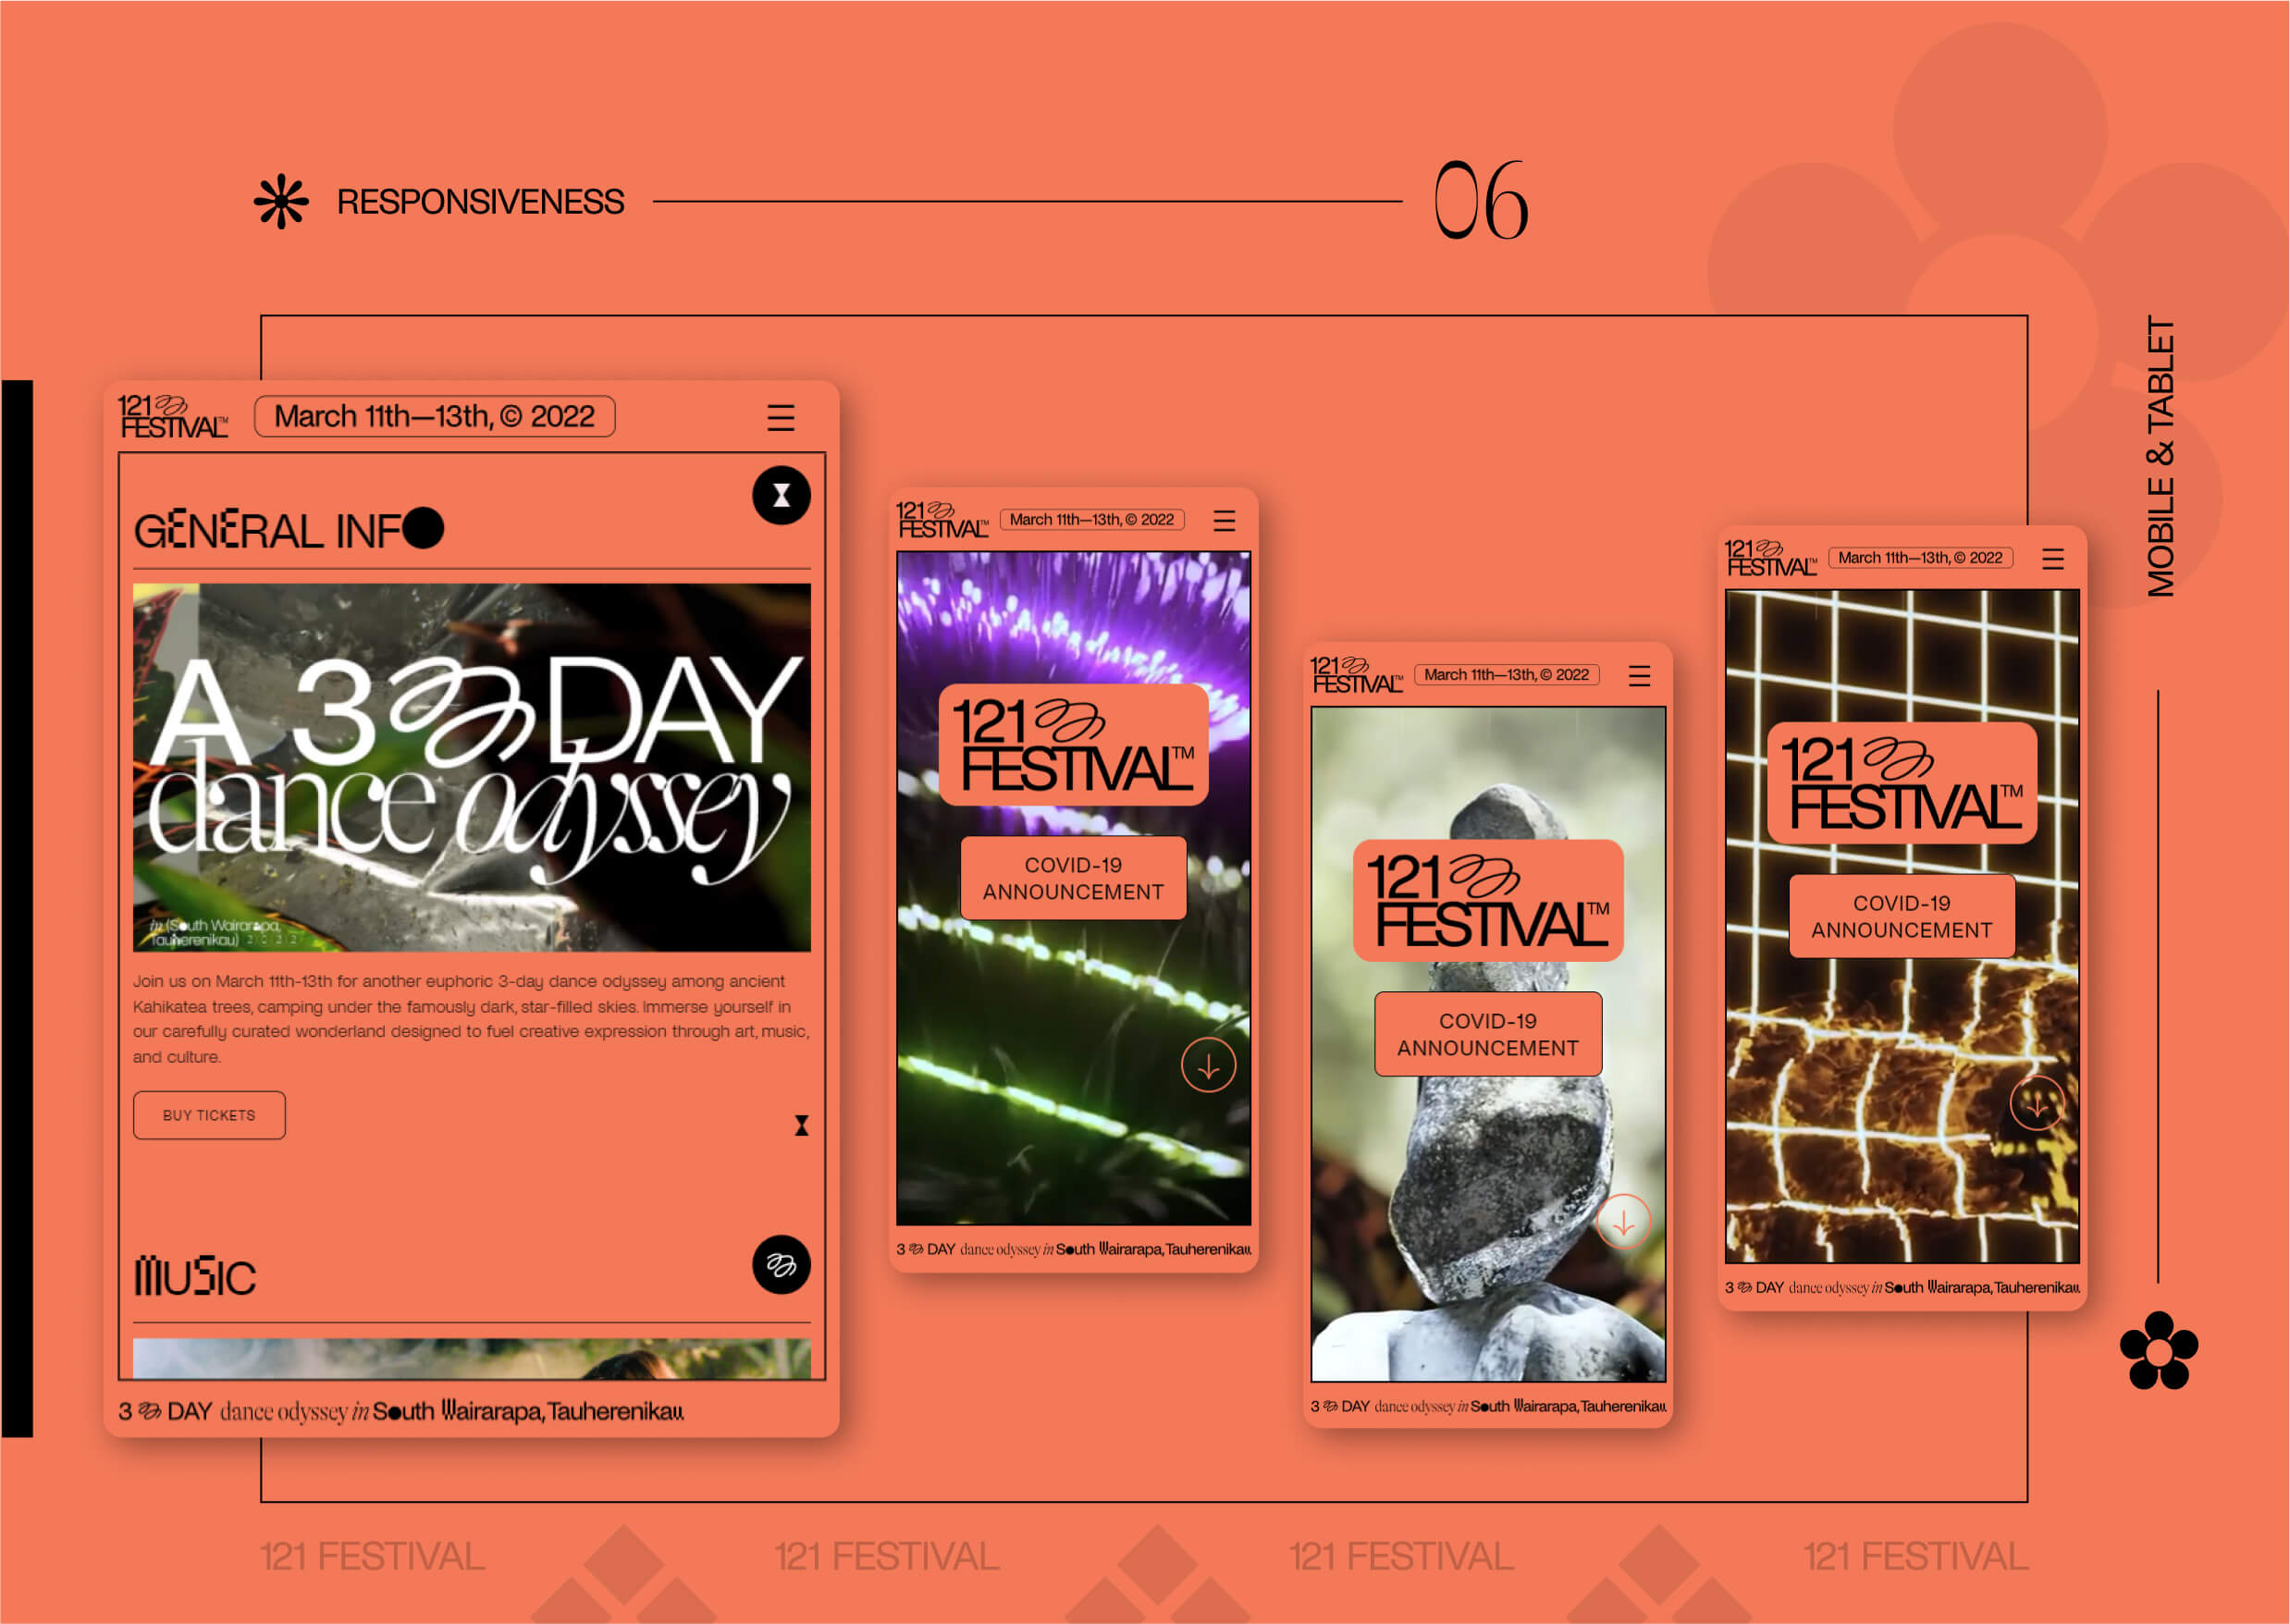 RESPONSIVENESS
06
MOBILE & TABLET
121
FESTIVAL™
March 11th—13th, © 2022
GENERAL INFO
A 3 DAY
dance odyssey
in (South Wairarapa,
Tauherenikau) 2022
Join us on March 11th-13th for another euphoric 3-day dance odyssey among ancient
Kahikatea trees, camping under the famously dark, star-filled skies. Immerse yourself in
our carefully curated wonderland designed to fuel creative expression through art, music,
and culture.
BUY TICKETS
MUSIC
3 DAY dance odyssey in South Wairarapa, Tauherenikau
121
FESTIVAL™
March 11th—13th, © 2022
121
FESTIVAL™
COVID-19
ANNOUNCEMENT
3 DAY dance odyssey in South Wairarapa, Tauherenikau
121
FESTIVAL™
March 11th—13th, © 2022
121
FESTIVAL™
COVID-19
ANNOUNCEMENT
3 DAY dance odyssey in South Wairarapa, Tauherenikau
121
FESTIVAL™
March 11th—13th, © 2022
121
FESTIVAL™
COVID-19
ANNOUNCEMENT
3 DAY dance odyssey in South Wairarapa, Tauherenikau
121 FESTIVAL
121 FESTIVAL
121 FESTIVAL
121 FESTIVAL